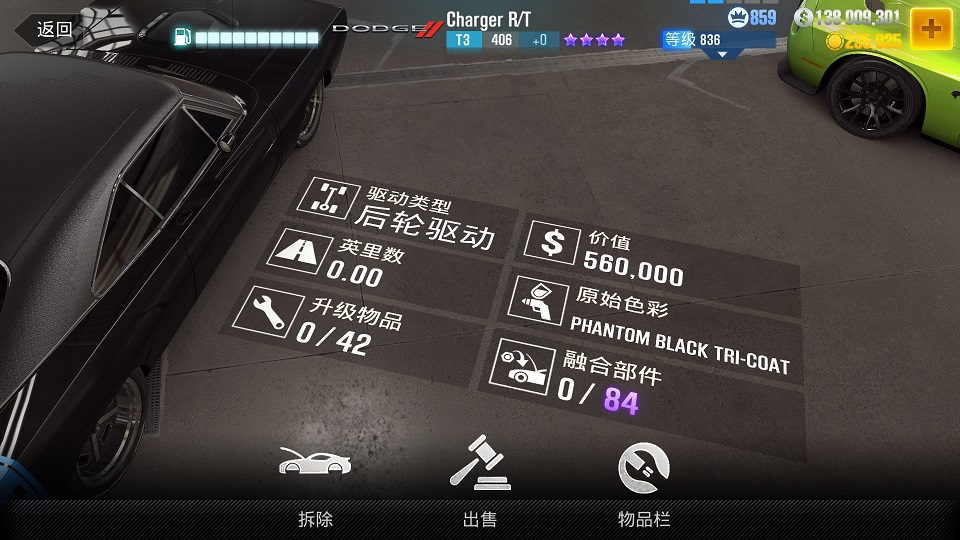 返回
DODGE
Charger R/T
T3 406 +0
等级 836
859
138,009,301
驱动类型
后轮驱动
英里数
0.00
升级物品
0/42
价值
560,000
原始色彩
PHANTOM BLACK TRI-COAT
融合部件
0/84
拆除
出售
物品栏